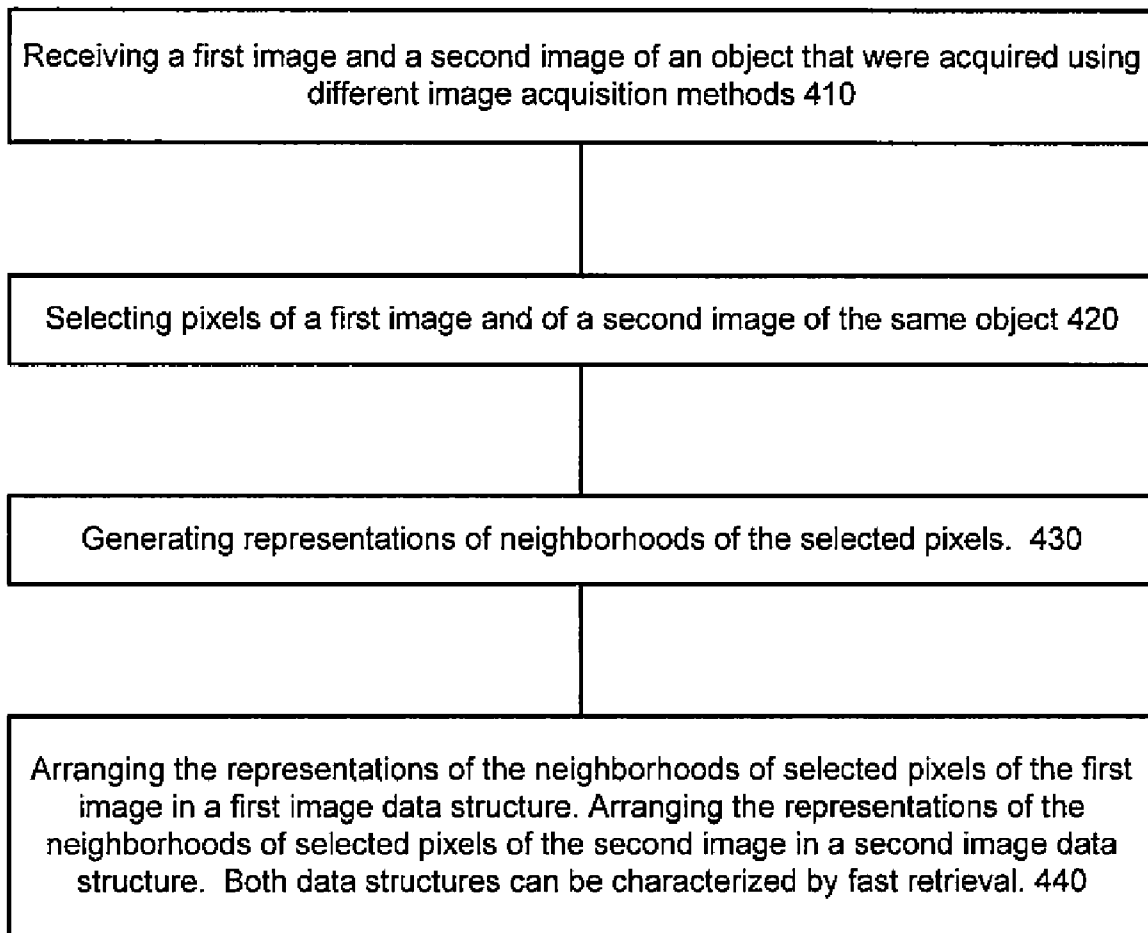 Receiving a first image and a second image of an object that were acquired using
different image acquisition methods 410
Selecting pixels of a first image and of a second image of the same object 420
Generating representations of neighborhoods of the selected pixels. 430
Arranging the representations of the neighborhoods of selected pixels of the first
image in a first image data structure. Arranging the representations of the
neighborhoods of selected pixels of the second image in a second image data
structure. Both data structures can be characterized by fast retrieval. 440